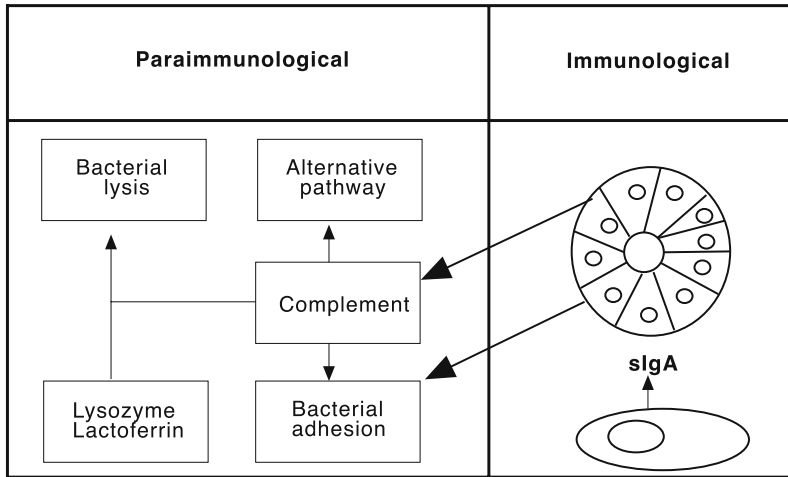 Paraimmunological
Immunological
Bacterial
lysis
Alternative
pathway
Complement
sIgA
Lysozyme
Lactoferrin
Bacterial
adhesion